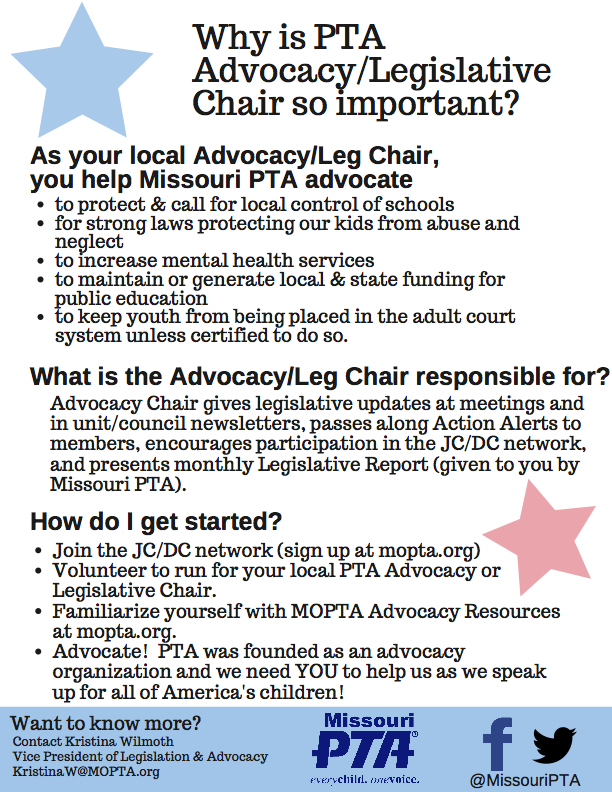 Why is PTA
Advocacy/Legislative
Chair so important?
As your local Advocacy/Leg Chair,
you help Missouri PTA advocate
• to protect & call for local control of schools
• for strong laws protecting our kids from abuse and
neglect
• to increase mental health services
• to maintain or generate local & state funding for
public education
• to keep youth from being placed in the adult court
system unless certified to do so.
What is the Advocacy/Leg Chair responsible for?
Advocacy Chair gives legislative updates at meetings and
in unit/council newsletters, passes along Action Alerts to
members, encourages participation in the JC/DC network,
and presents monthly Legislative Report (given to you by
Missouri PTA).
How do I get started?
• Join the JC/DC network (sign up at mopta.org)
• Volunteer to run for your local PTA Advocacy or
Legislative Chair.
• Familiarize yourself with MOPTA Advocacy Resources
at mopta.org.
• Advocate! PTA was founded as an advocacy
organization and we need YOU to help us as we speak
up for all of America's children!
Want to know more?
Contact Kristina Wilmoth
Vice President of Legislation & Advocacy
KristinaW@MOPTA.org
Missouri
PTA®
everychild. onevoice.
f
@MissouriPTA